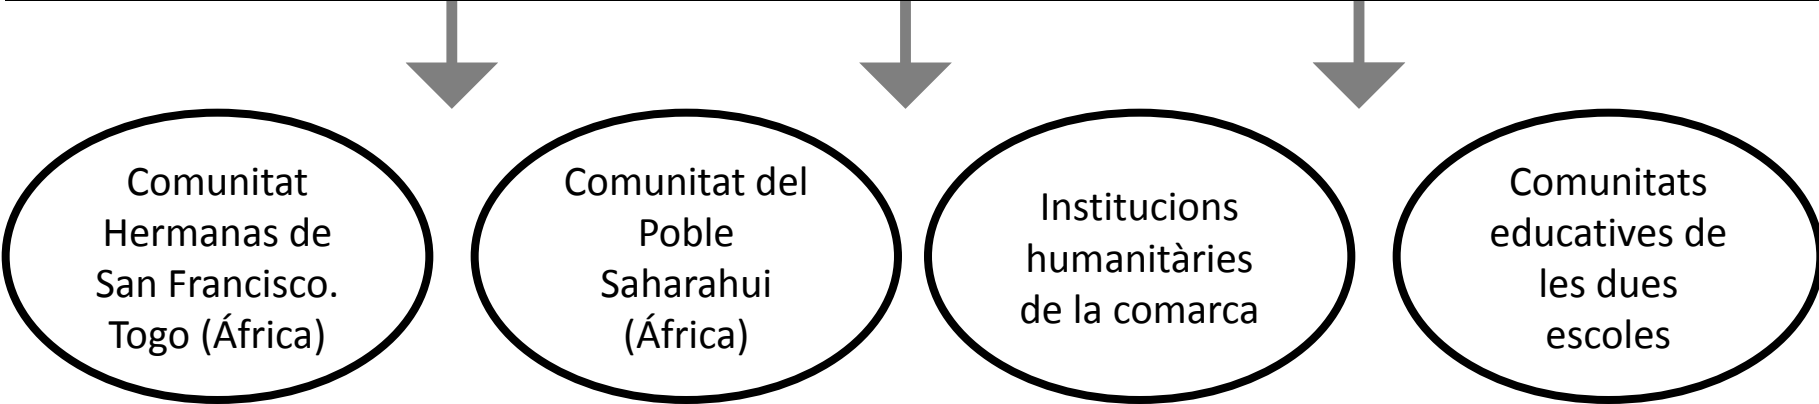 Comunitat
Hermanas de
San Francisco.
Togo (África)
Comunitat del
Poble
Saharahui
(África)
Institucions
humanitàries
de la comarca
Comunitats
educatives de
les dues
escoles